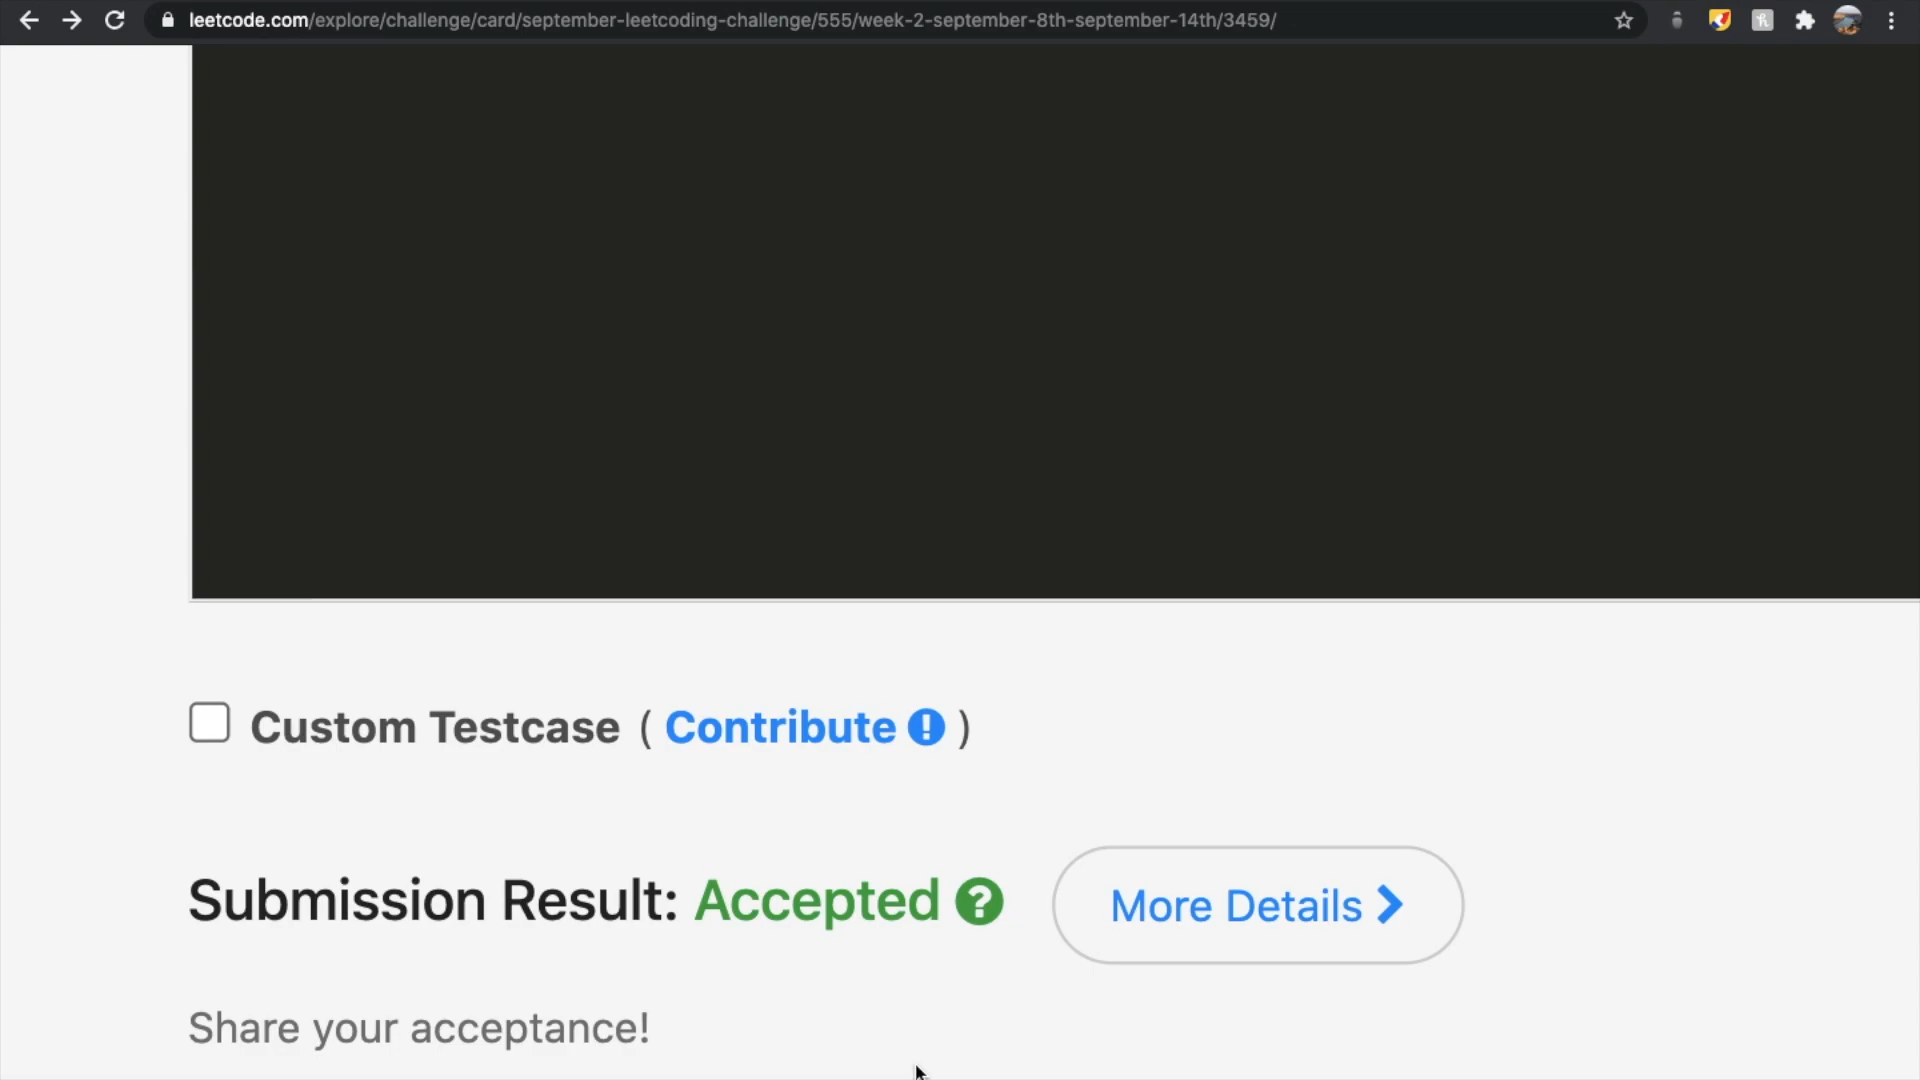 leetcode.com/explore/challenge/card/september-leetcoding-challenge/555/week-2-september-8th-september-14th/3459/
Custom Testcase ( Contribute )
Submission Result: Accepted
More Details
Share your acceptance!